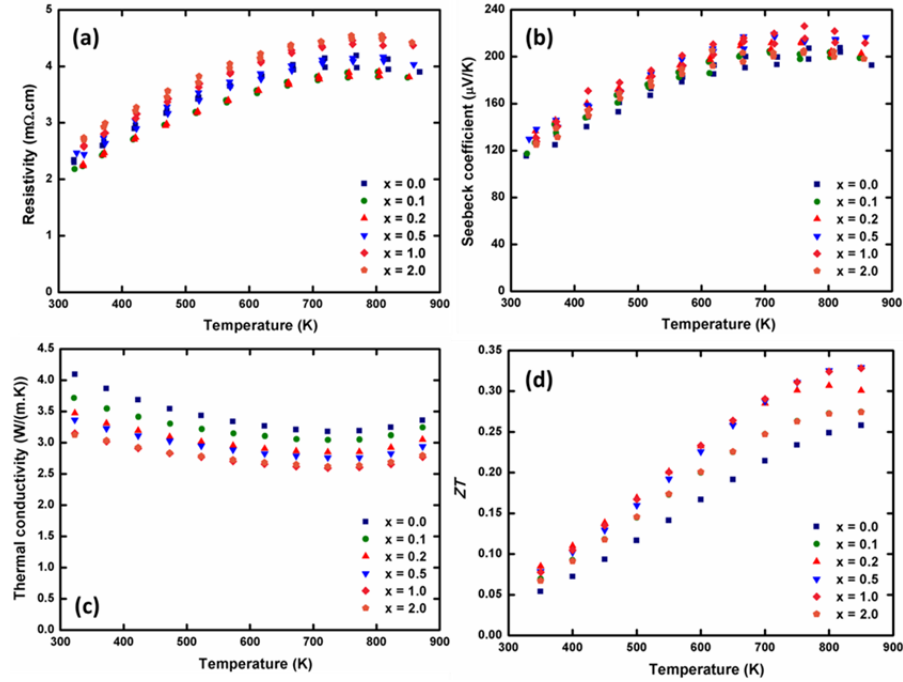 (a)
5
4
3
2
1
0
Resistivity (mΩ.cm)
x = 0.0
x = 0.1
x = 0.2
x = 0.5
x = 1.0
x = 2.0
300 400 500 600 700 800 900
Temperature (K)
(b)
240
200
160
120
80
40
0
Seebeck coefficient (μV/K)
x = 0.0
x = 0.1
x = 0.2
x = 0.5
x = 1.0
x = 2.0
300 400 500 600 700 800 900
Temperature (K)
4.5
4.0
3.5
3.0
2.5
2.0
1.5
1.0
0.5
0.0
Thermal conductivity (W/(m.K))
x = 0.0
x = 0.1
x = 0.2
x = 0.5
x = 1.0
x = 2.0
(c)
300 400 500 600 700 800 900
Temperature (K)
(d)
0.35
0.30
0.25
0.20
0.15
0.10
0.05
0.00
ZT
x = 0.0
x = 0.1
x = 0.2
x = 0.5
x = 1.0
x = 2.0
300 400 500 600 700 800 900
Temperature (K)